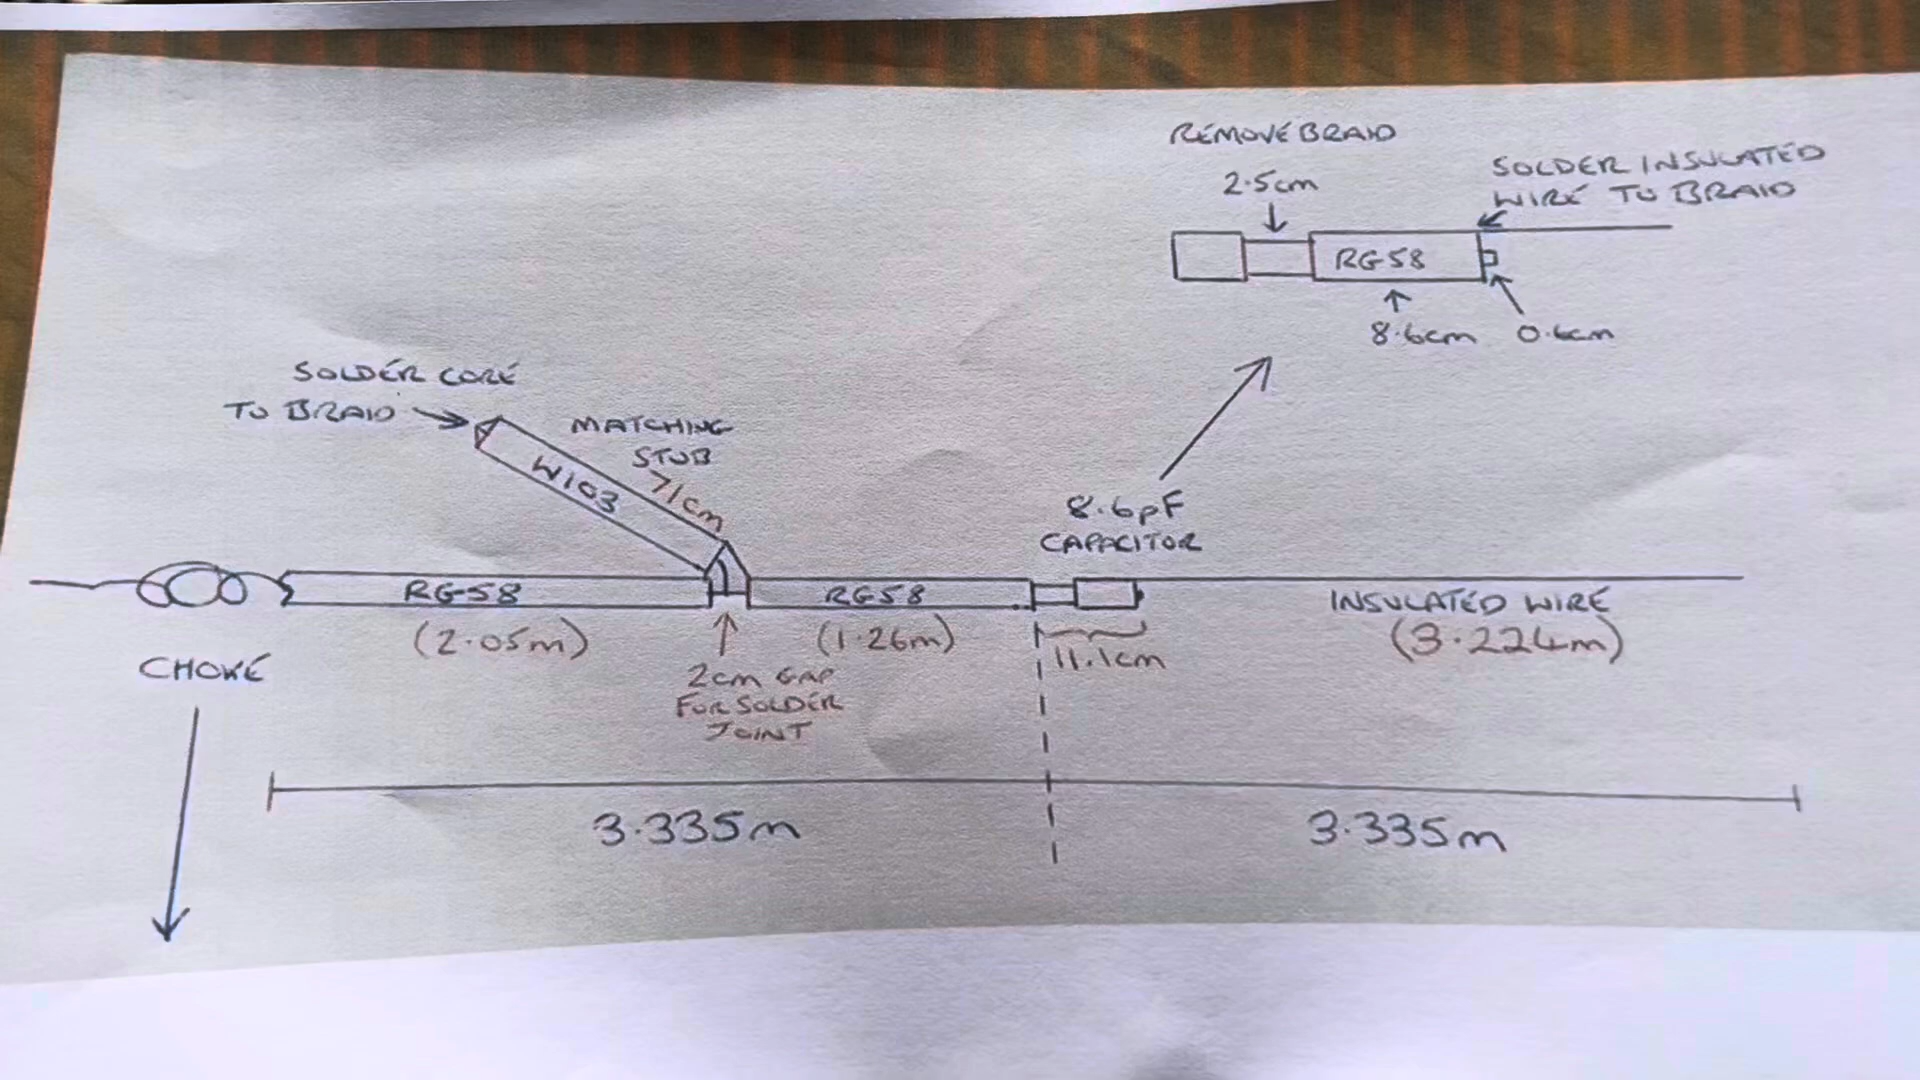 REMOVE BRAID
2.5cm
SOLDER INSULATED
WIRE TO BRAID
RG58
8.6cm
0.6cm
SOLDER CORE
TO BRAID
MATCHING
STUB
71cm
W103
8.6pF
CAPACITOR
RG58
(2.05m)
RG58
(1.26m)
INSULATED WIRE
(3.224m)
11.1cm
CHOKE
2cm GAP
FOR SOLDER
JOINT
3.335m
3.335m